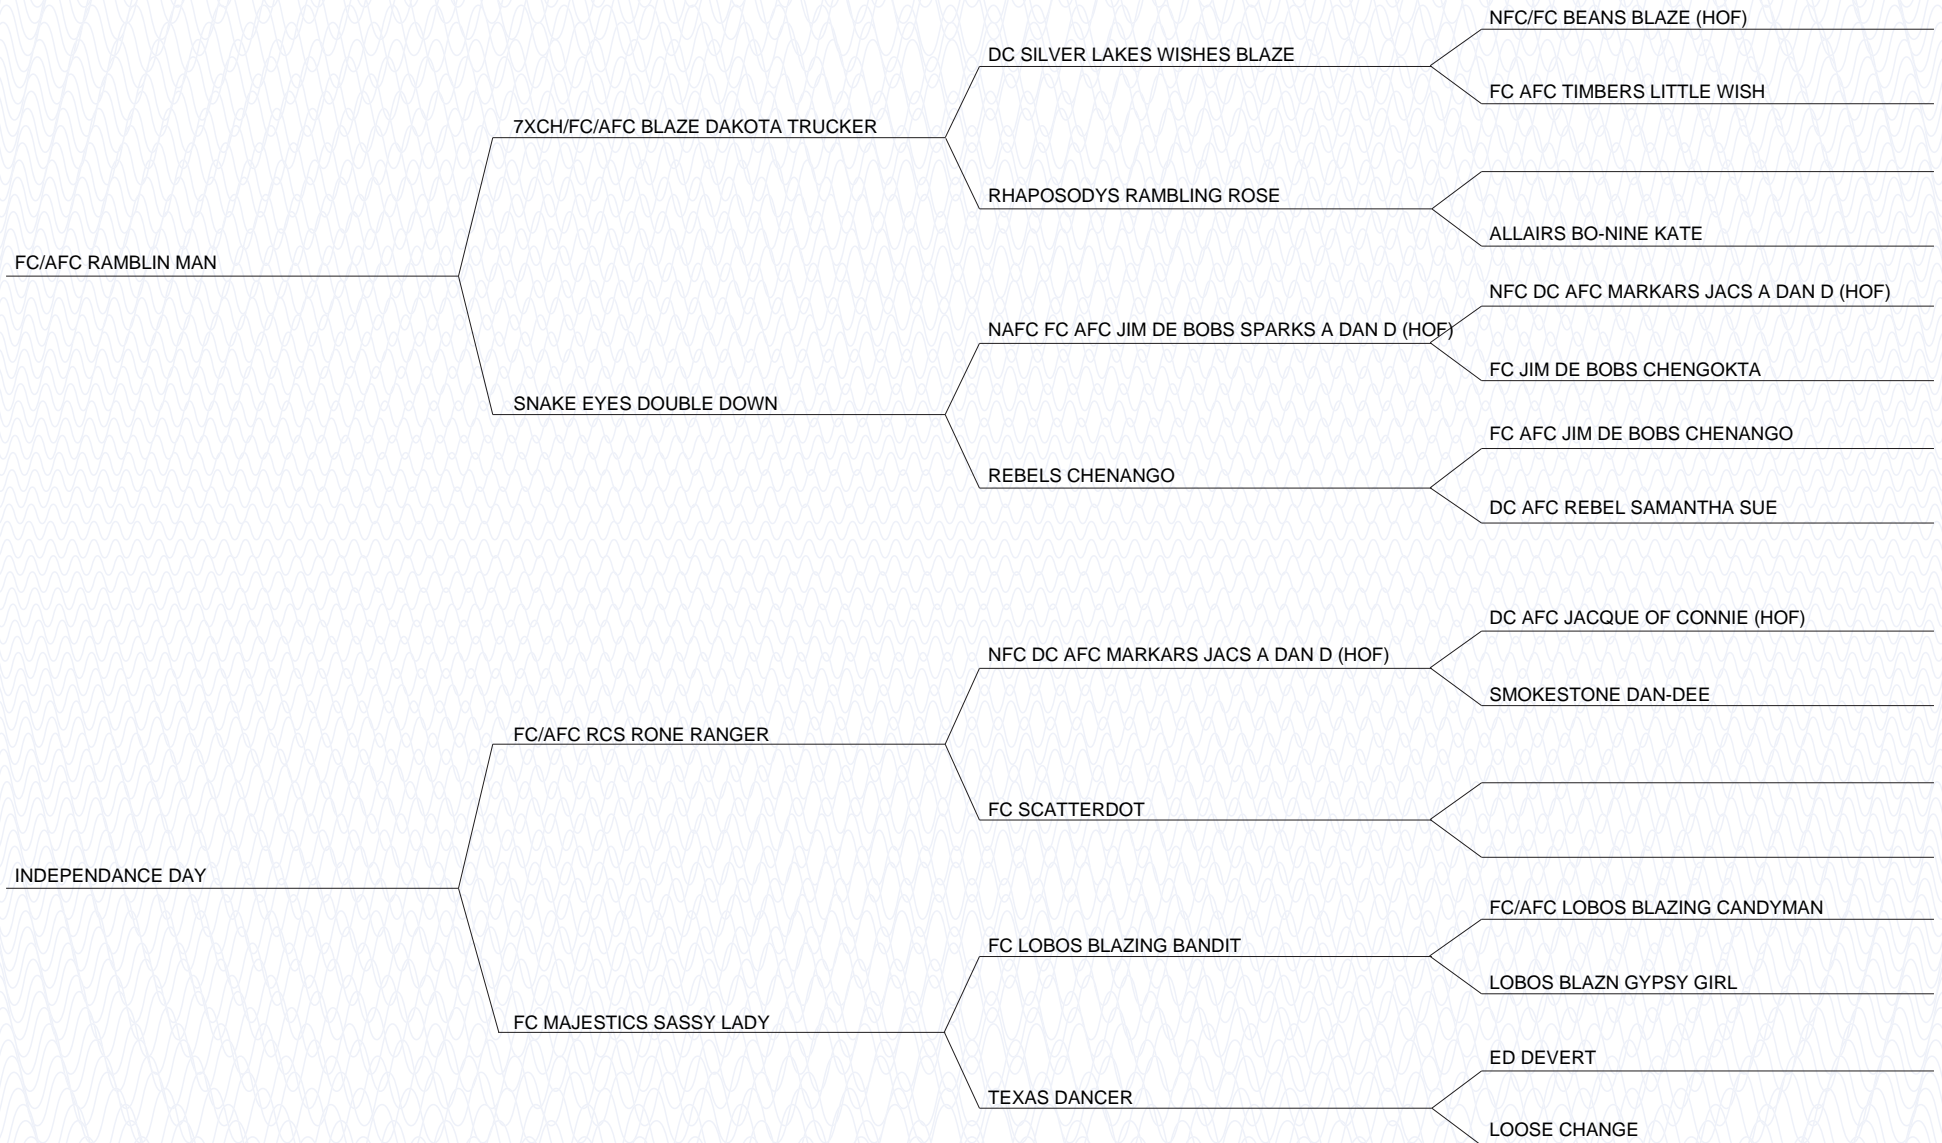 NFC/FC BEANS BLAZE (HOF)
DC SILVER LAKES WISHES BLAZE
FC AFC TIMBERS LITTLE WISH
7XCH/FC/AFC BLAZE DAKOTA TRUCKER
RHAPOSODYS RAMBLING ROSE
ALLAIRS BO-NINE KATE
FC/AFC RAMBLIN MAN
NFC DC AFC MARKARS JACS A DAN D (HOF)
NAFC FC AFC JIM DE BOBS SPARKS A DAN D (HOF)
FC JIM DE BOBS CHENGOKTA
SNAKE EYES DOUBLE DOWN
FC AFC JIM DE BOBS CHENANGO
REBELS CHENANGO
DC AFC REBEL SAMANTHA SUE
DC AFC JACQUE OF CONNIE (HOF)
NFC DC AFC MARKARS JACS A DAN D (HOF)
SMOKESTONE DAN-DEE
FC/AFC RCS RONE RANGER
FC SCATTERDOT
INDEPENDANCE DAY
FC/AFC LOBOS BLAZING CANDYMAN
FC LOBOS BLAZING BANDIT
LOBOS BLAZN GYPSY GIRL
FC MAJESTICS SASSY LADY
ED DEVERT
TEXAS DANCER
LOOSE CHANGE